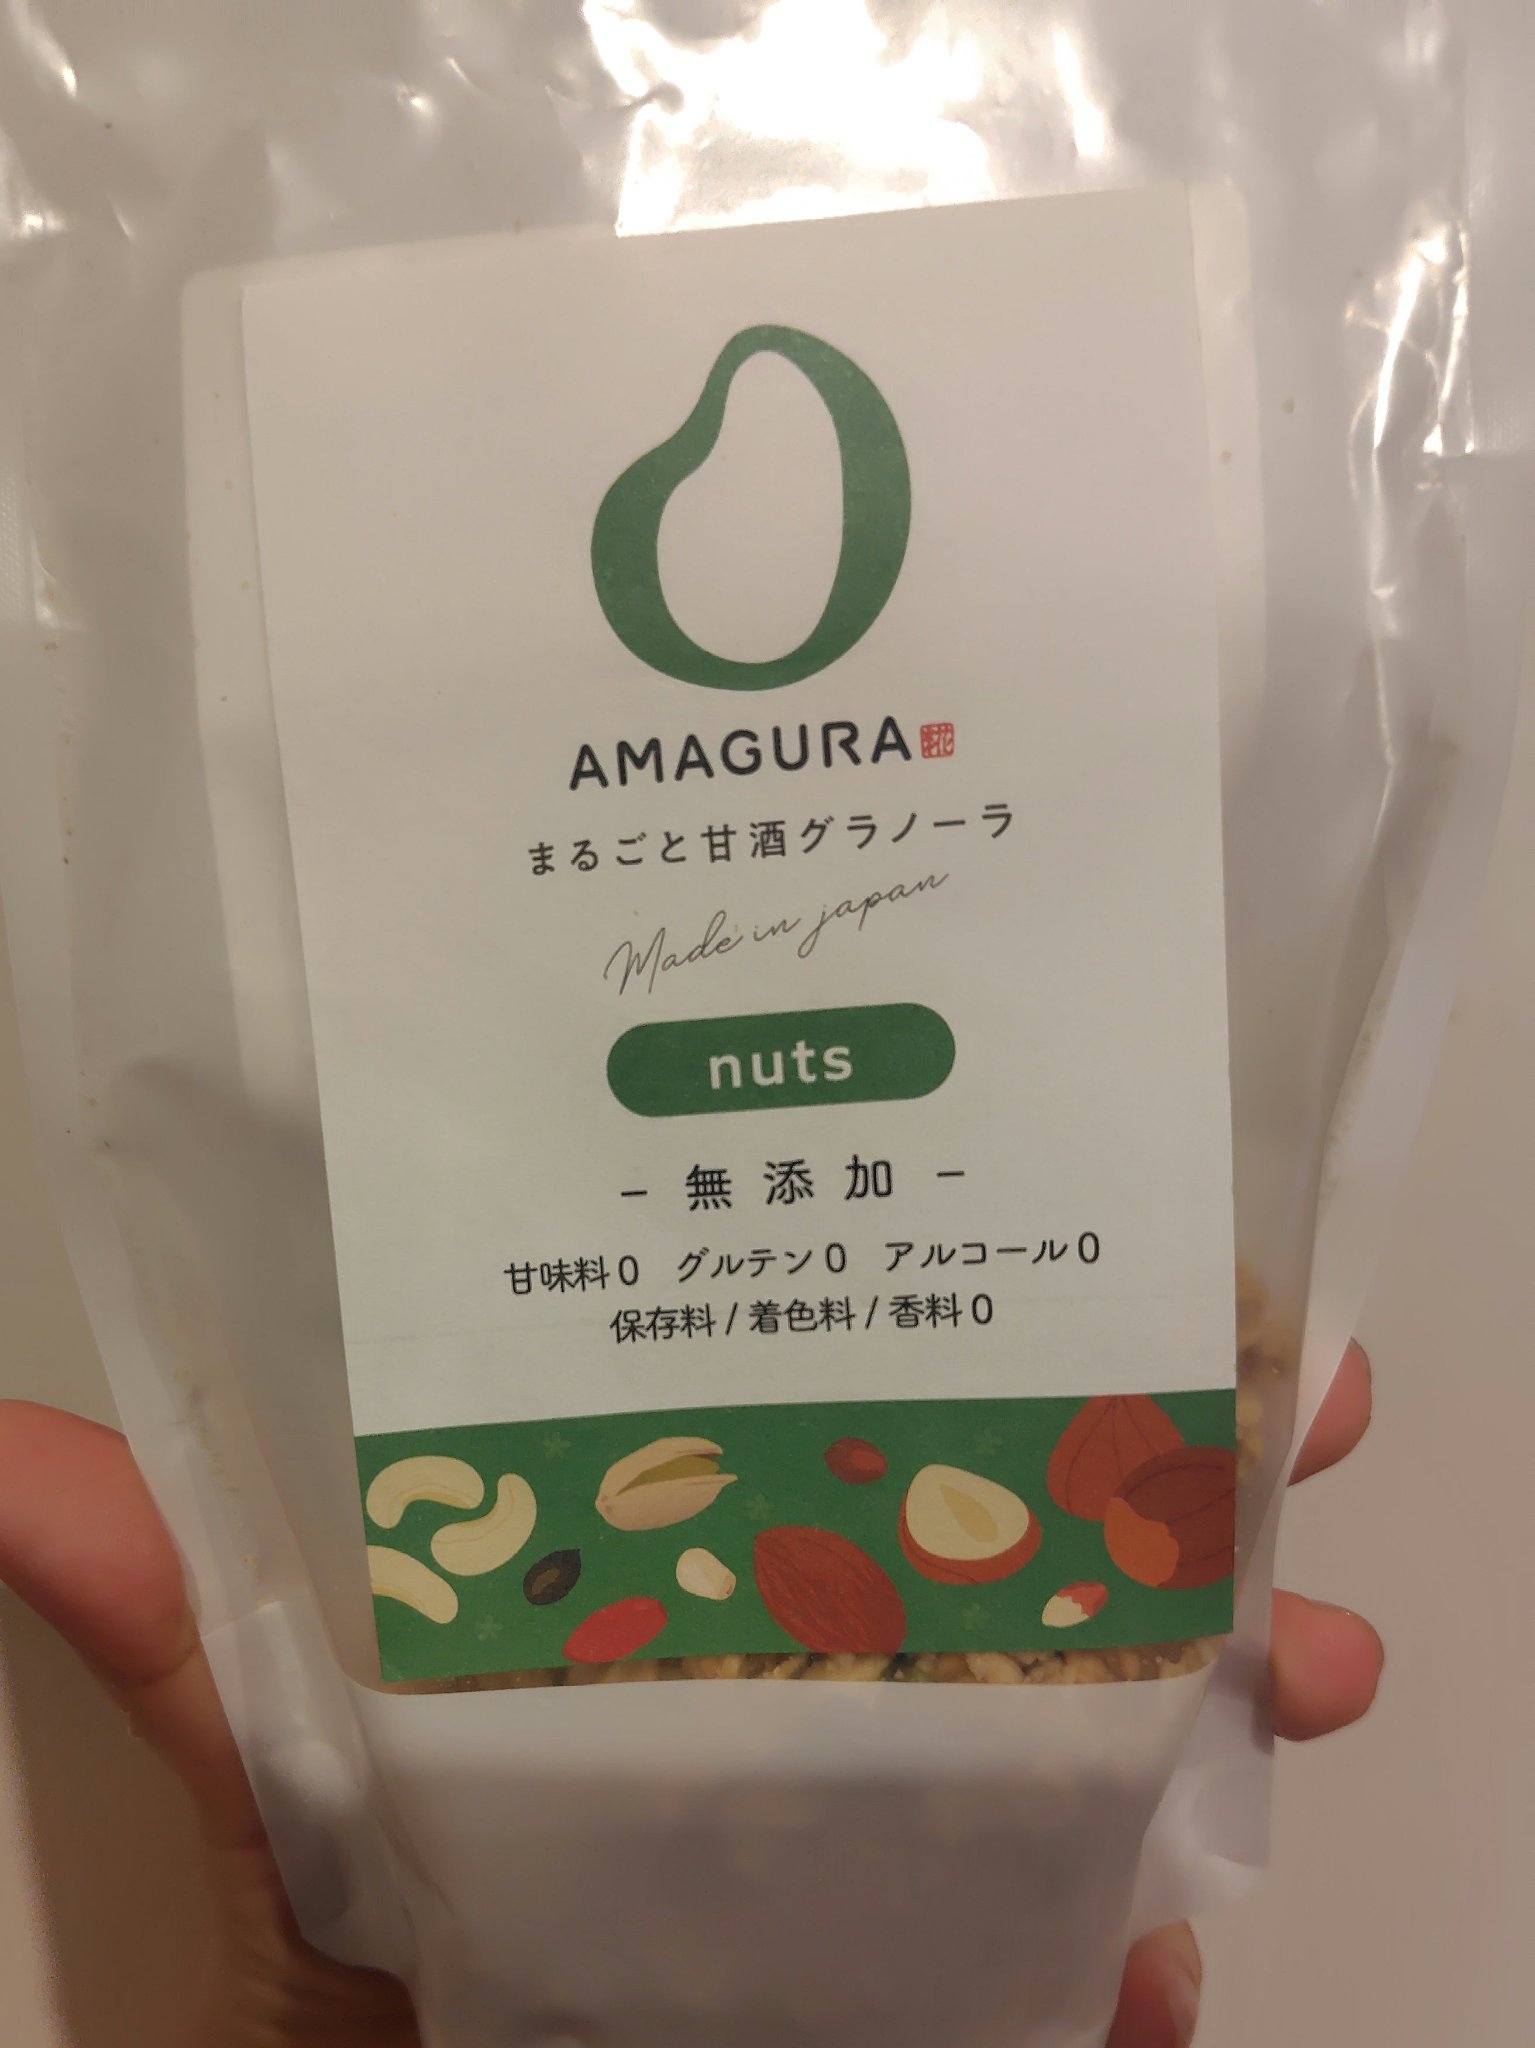 AMAGURA 糀
まるごと甘酒グラノーラ
Made in japan
nuts
- 無添加 -
甘味料0 グルテン0 アルコール0
保存料/着色料/香料0